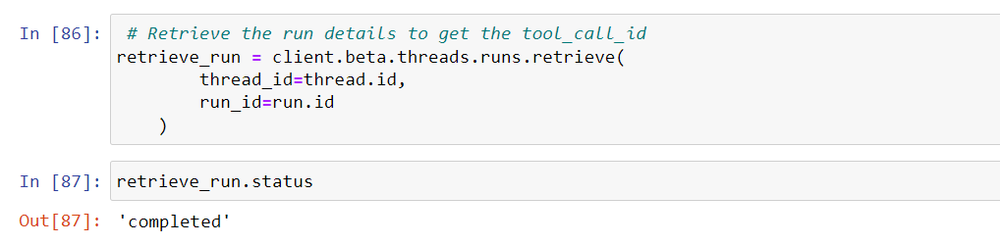 In [86]: # Retrieve the run details to get the tool_call_id
retrieve_run = client.beta.threads.runs.retrieve(
        thread_id=thread.id,
        run_id=run.id
    )
In [87]: retrieve_run.status
Out[87]: 'completed'